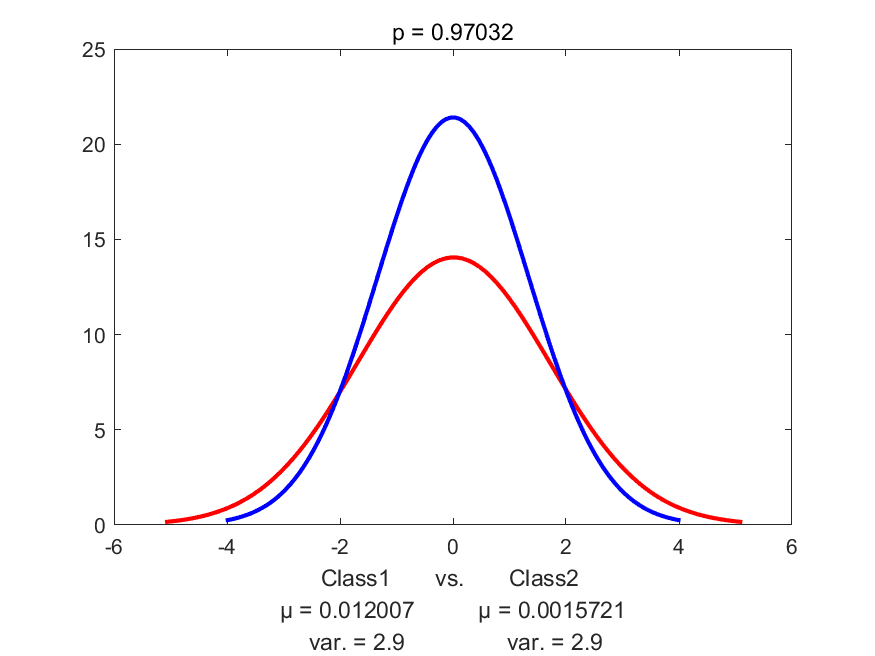 p = 0.97032
25
20
15
10
5
0
-6 -4 -2 0 2 4 6
Class1 vs. Class2
μ = 0.012007 μ = 0.0015721
var. = 2.9 var. = 2.9